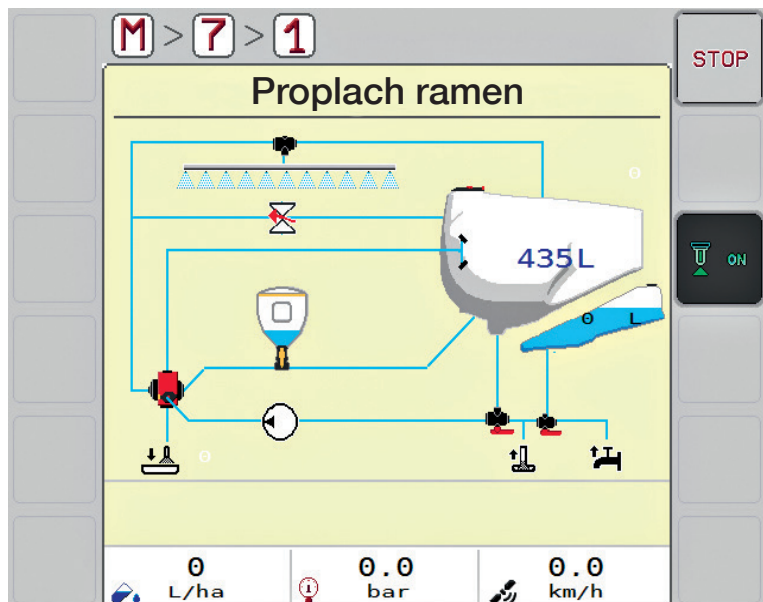 M > 7 > 1
STOP
Proplach ramen
0
435L
ON
0 L
0
0 0.0 0.0
L/ha bar km/h